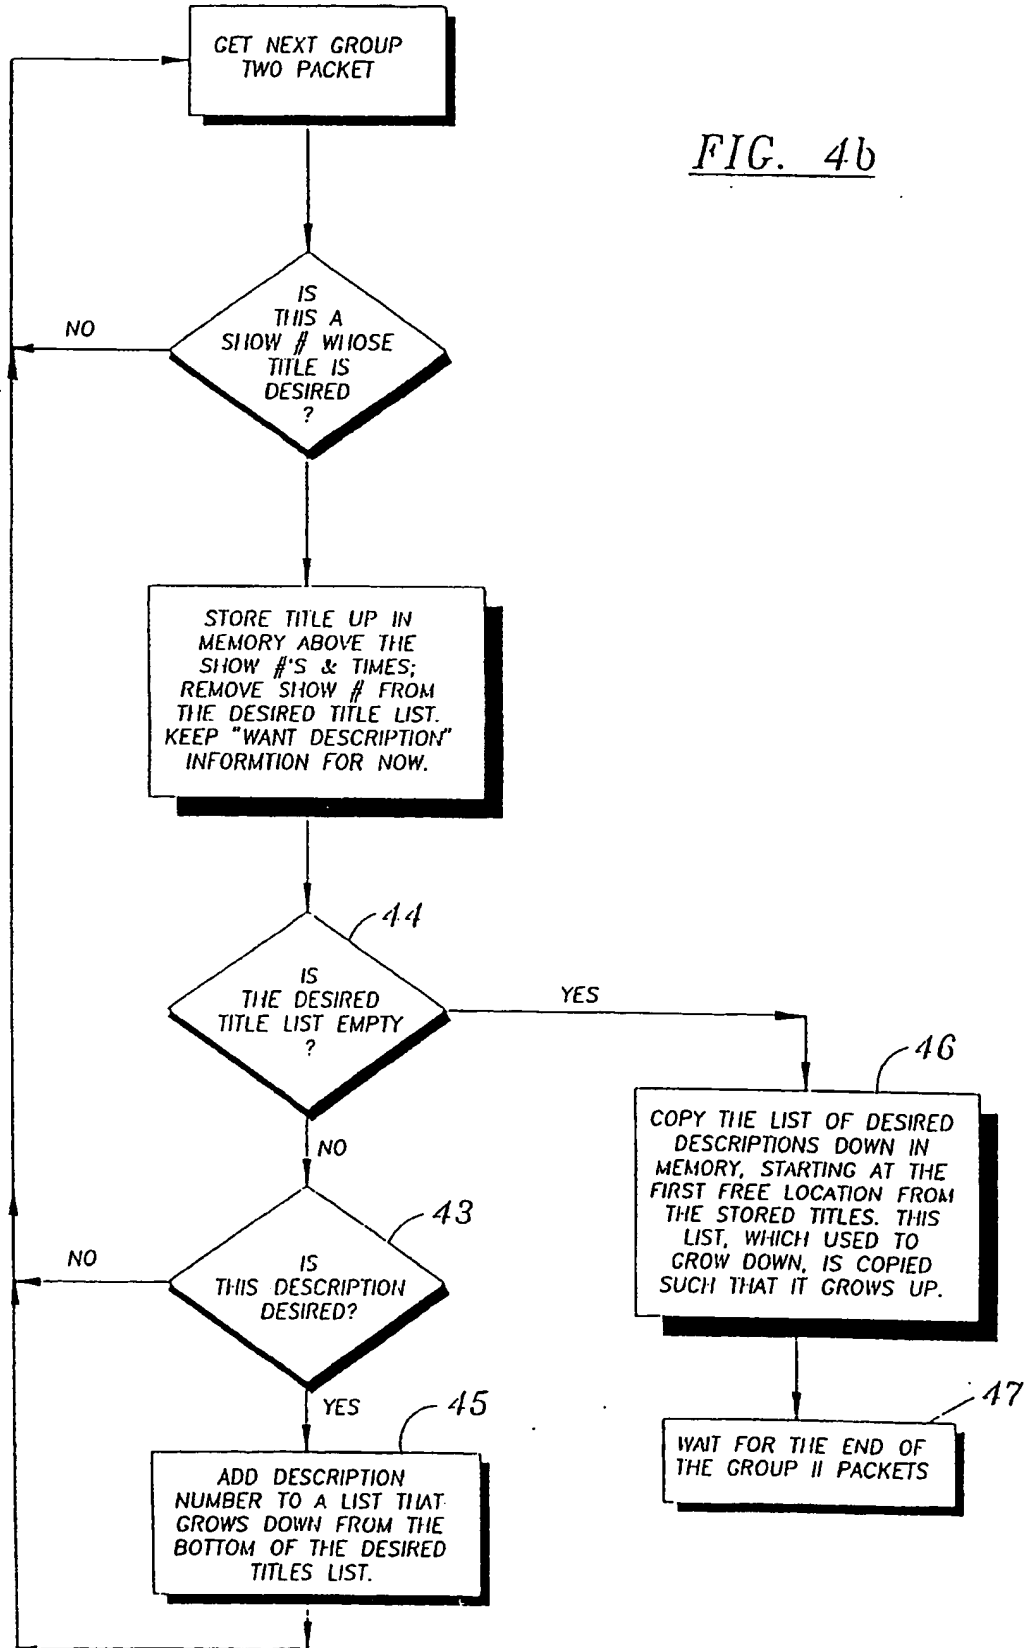 GET NEXT GROUP
TWO PACKET
FIG. 4b
IS
THIS A
SHOW # WHOSE
TITLE IS
DESIRED
?
NO
STORE TITLE UP IN
MEMORY ABOVE THE
SHOW #'S & TIMES;
REMOVE SHOW # FROM
THE DESIRED TITLE LIST.
KEEP "WANT DESCRIPTION"
INFORMTION FOR NOW.
44
IS
THE DESIRED
TITLE LIST EMPTY
?
YES
NO
46
COPY THE LIST OF DESIRED
DESCRIPTIONS DOWN IN
MEMORY, STARTING AT THE
FIRST FREE LOCATION FROM
THE STORED TITLES. THIS
LIST, WHICH USED TO
GROW DOWN, IS COPIED
SUCH THAT IT GROWS UP.
43
IS
THIS DESCRIPTION
DESIRED?
NO
YES
45
ADD DESCRIPTION
NUMBER TO A LIST THAT
GROWS DOWN FROM THE
BOTTOM OF THE DESIRED
TITLES LIST.
47
WAIT FOR THE END OF
THE GROUP II PACKETS